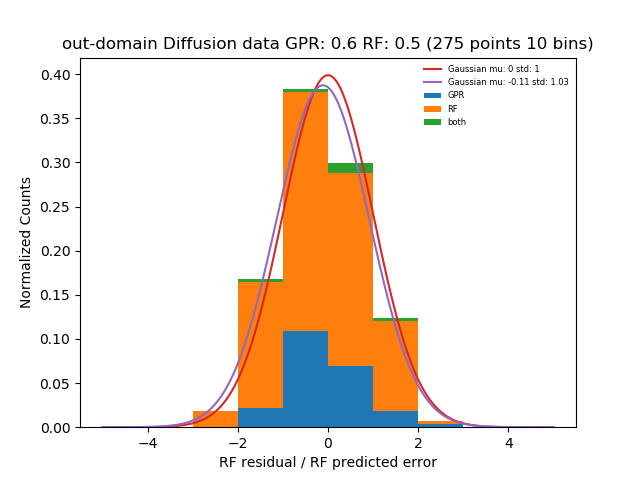 out-domain Diffusion data GPR: 0.6 RF: 0.5 (275 points 10 bins)
Gaussian mu: 0 std: 1
Gaussian mu: -0.11 std: 1.03
GPR
RF
both
0.40
0.35
0.30
0.25
0.20
0.15
0.10
0.05
0.00
Normalized Counts
−4 −2 0 2 4
RF residual / RF predicted error